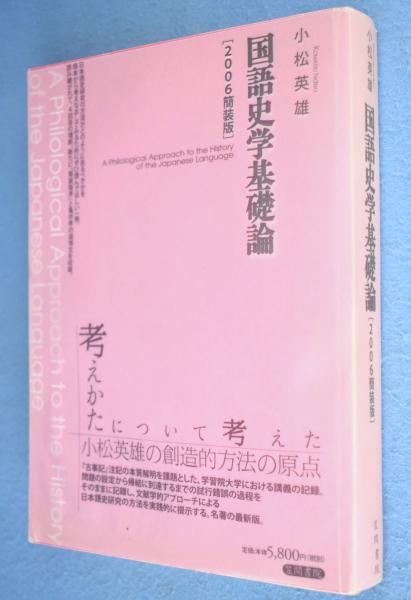 小松英雄
Komatsu Hideo
国語史学基礎論
[2006簡装版]
A Philological Approach to the History
of the Japanese Language
考えかたについて考えた
小松英雄の創造的方法の原点
『古事記』注記の本質解明を課題とした、学習院大学における講義の記録。
問題の設定から帰結に到達するまでの試行錯誤の過程を
そのままに記録し、文献学的アプローチによる
日本語史研究の方法を実践的に提示する。名著の最新版。
定価:本体5,800円(税別)
笠間書院
A Philological Approach to the History
of the Japanese Language
小松英雄
国語史学基礎論
[2006簡装版]
笠間書院